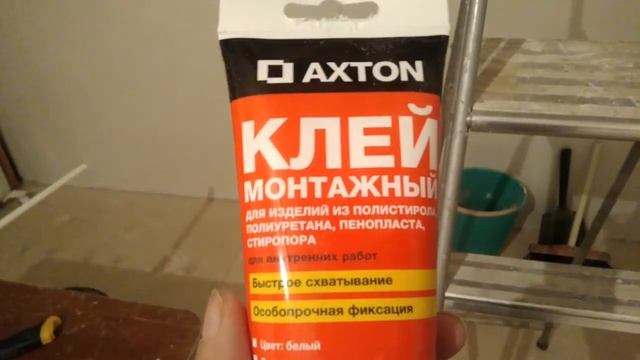 AXTON
КЛЕЙ
МОНТАЖНЫЙ
ДЛЯ ИЗДЕЛИЙ ИЗ ПОЛИСТИРОЛА,
ПОЛИУРЕТАНА, ПЕНОПЛАСТА,
СТИРОПОРА
для внутренних работ
Быстрое схватывание
Особопрочная фиксация
Цвет: белый